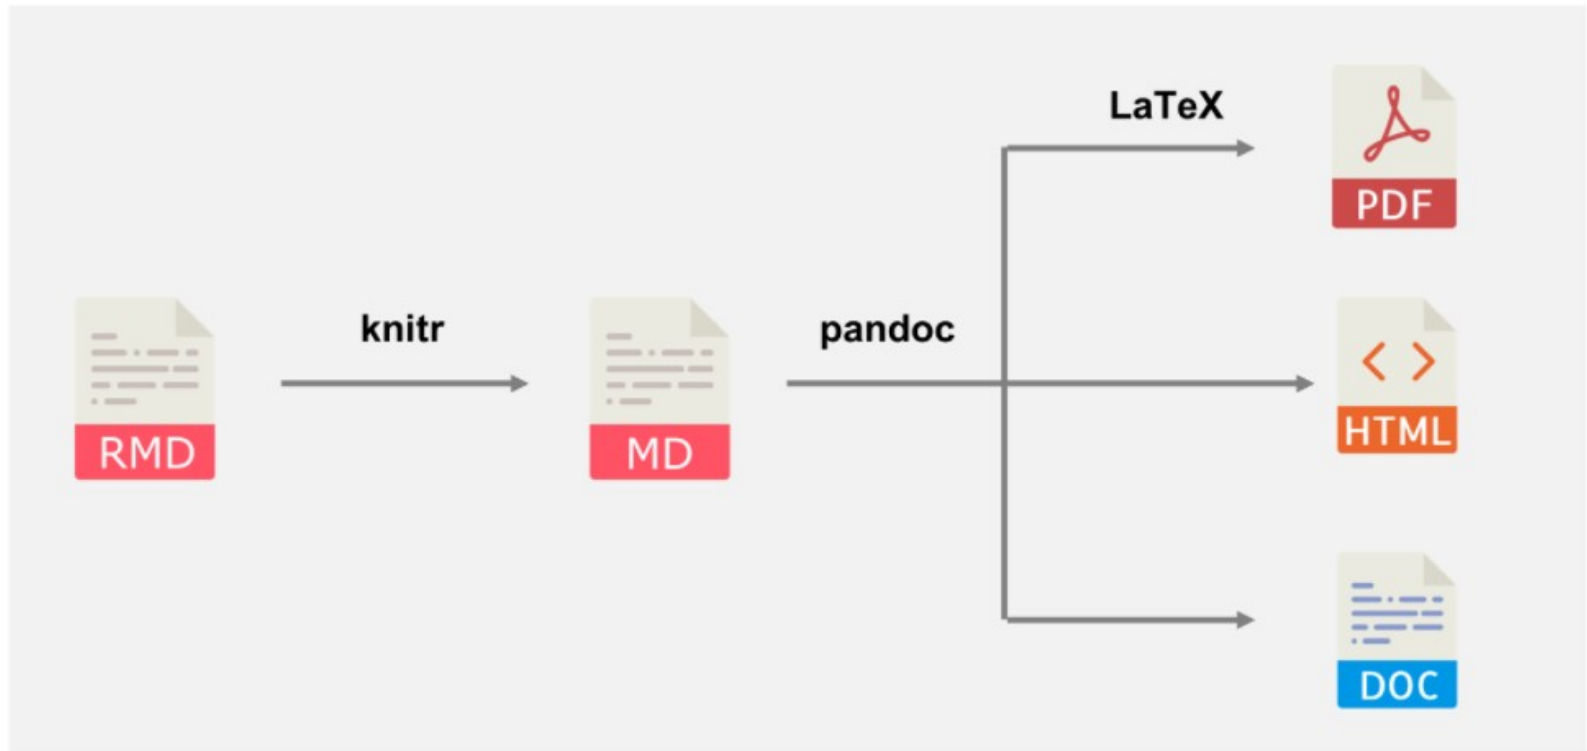 LaTeX
PDF
knitr
pandoc
RMD
MD
HTML
DOC